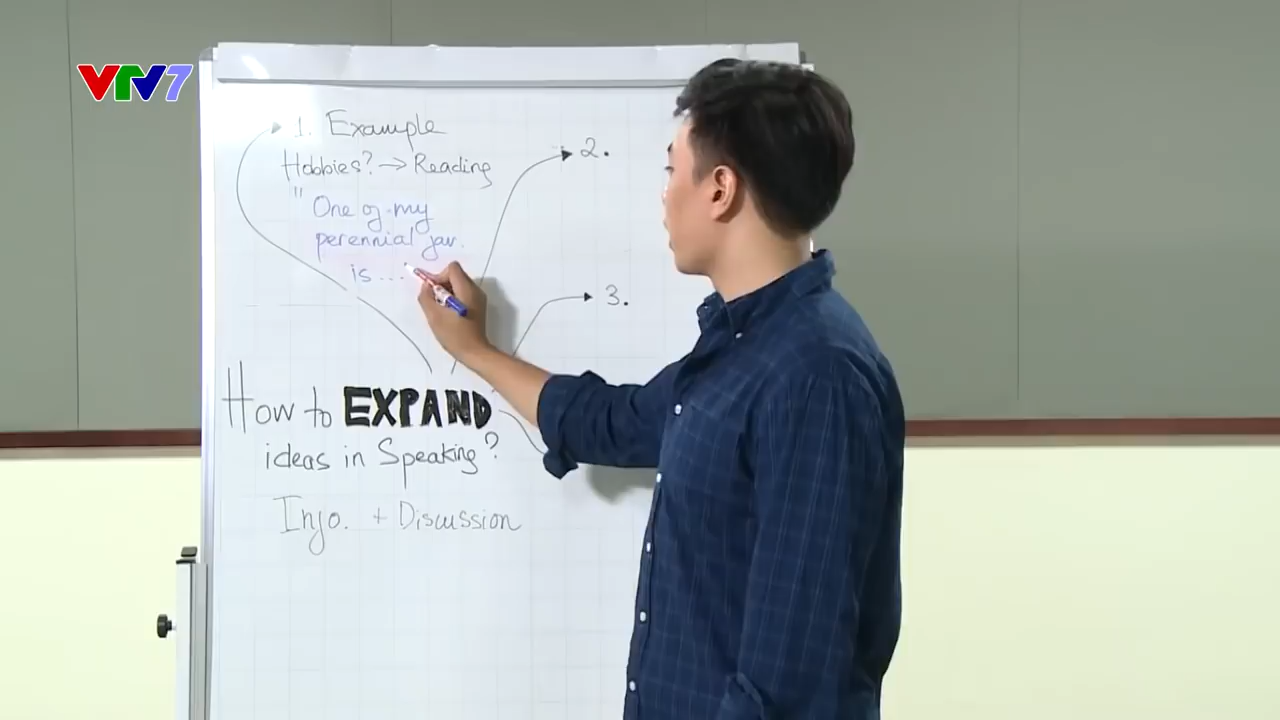 VTV7
1. Example
Hobbies? → Reading
" One of my
perennial fav.
is ...
2.
3.
How to EXPAND
ideas in Speaking?
Info. + Discussion